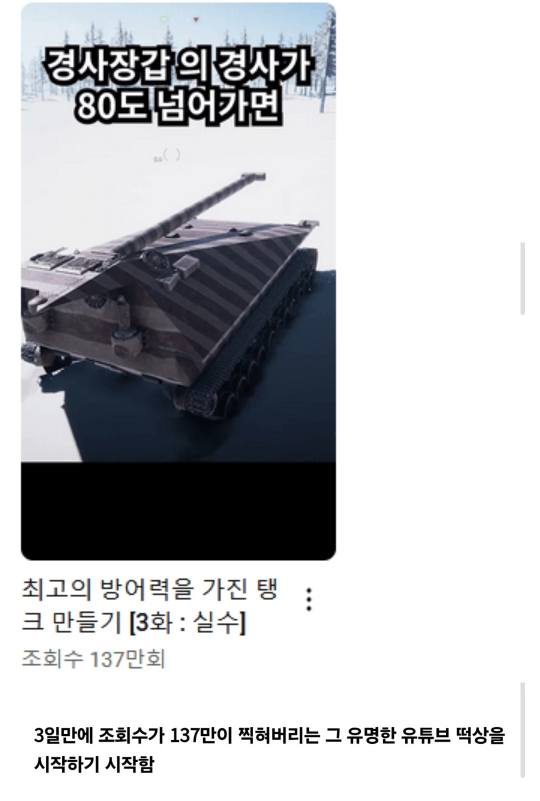 경사장갑 의 경사가
80도 넘어가면
최고의 방어력을 가진 탱
크 만들기 [3화 : 실수]
조회수 137만회
3일만에 조회수가 137만이 찍혀버리는 그 유명한 유튜브 떡상을
시작하기 시작함